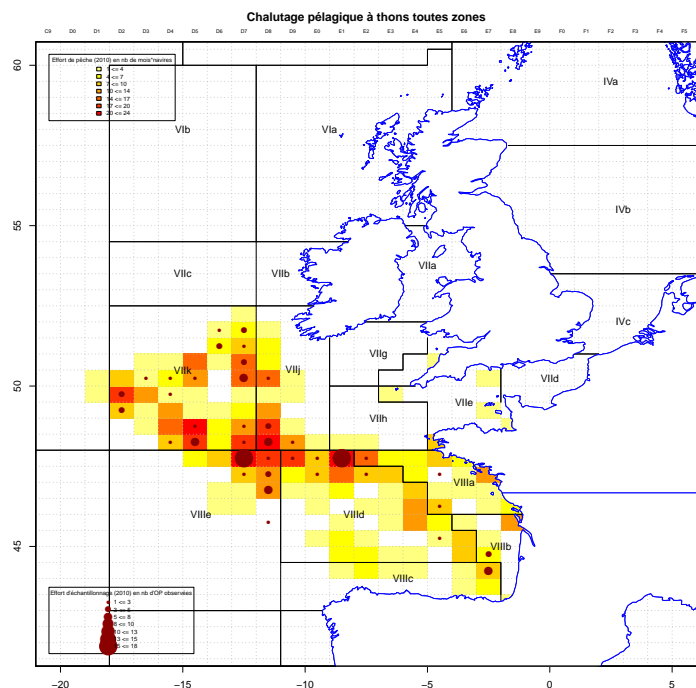 Chalutage pélagique à thons toutes zones
C9 D0 D1 D2 D3 D4 D5 D6 D7 D8 D9 E0 E1 E2 E3 E4 E5 E6 E7 E8 E9 F0 F1 F2 F3 F4 F5
Effort de pêche (2010) en nb de mois*navires
1 <= 4
4 <= 7
7 <= 10
10 <= 14
14 <= 17
17 <= 20
20 <= 24
60
IVa
VIb
VIa
55
IVb
VIIa
VIIc
VIIb
IVc
VIIg
VIIk
VIIj
VIId
50
VIIe
VIIh
VIIIa
VIIIe
VIIId
VIIIb
45
VIIIc
Effort d'échantillonnage (2010) en nb d'OP observées
1 <= 3
<= 5
5 <= 8
<= 10
10 <= 13
<= 15
<= 18
−20 −15 −10 −5 0 5